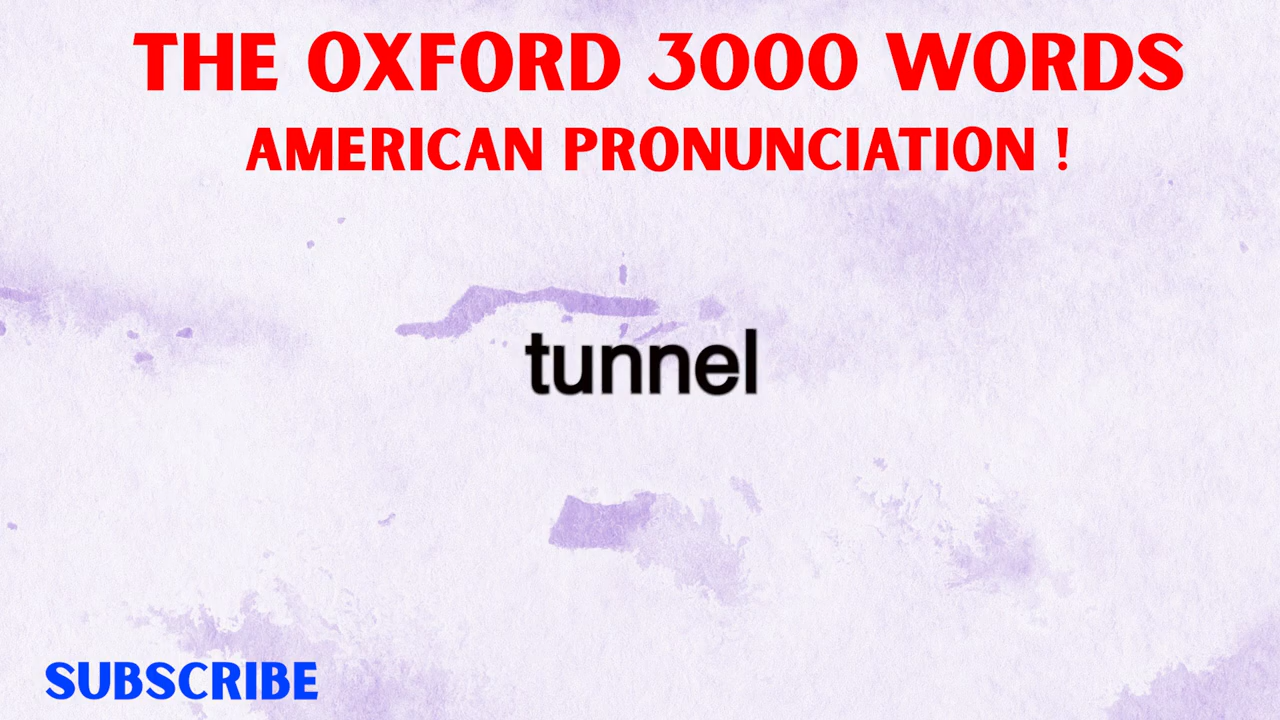 THE OXFORD 3000 WORDS
AMERICAN PRONUNCIATION !
tunnel
SUBSCRIBE